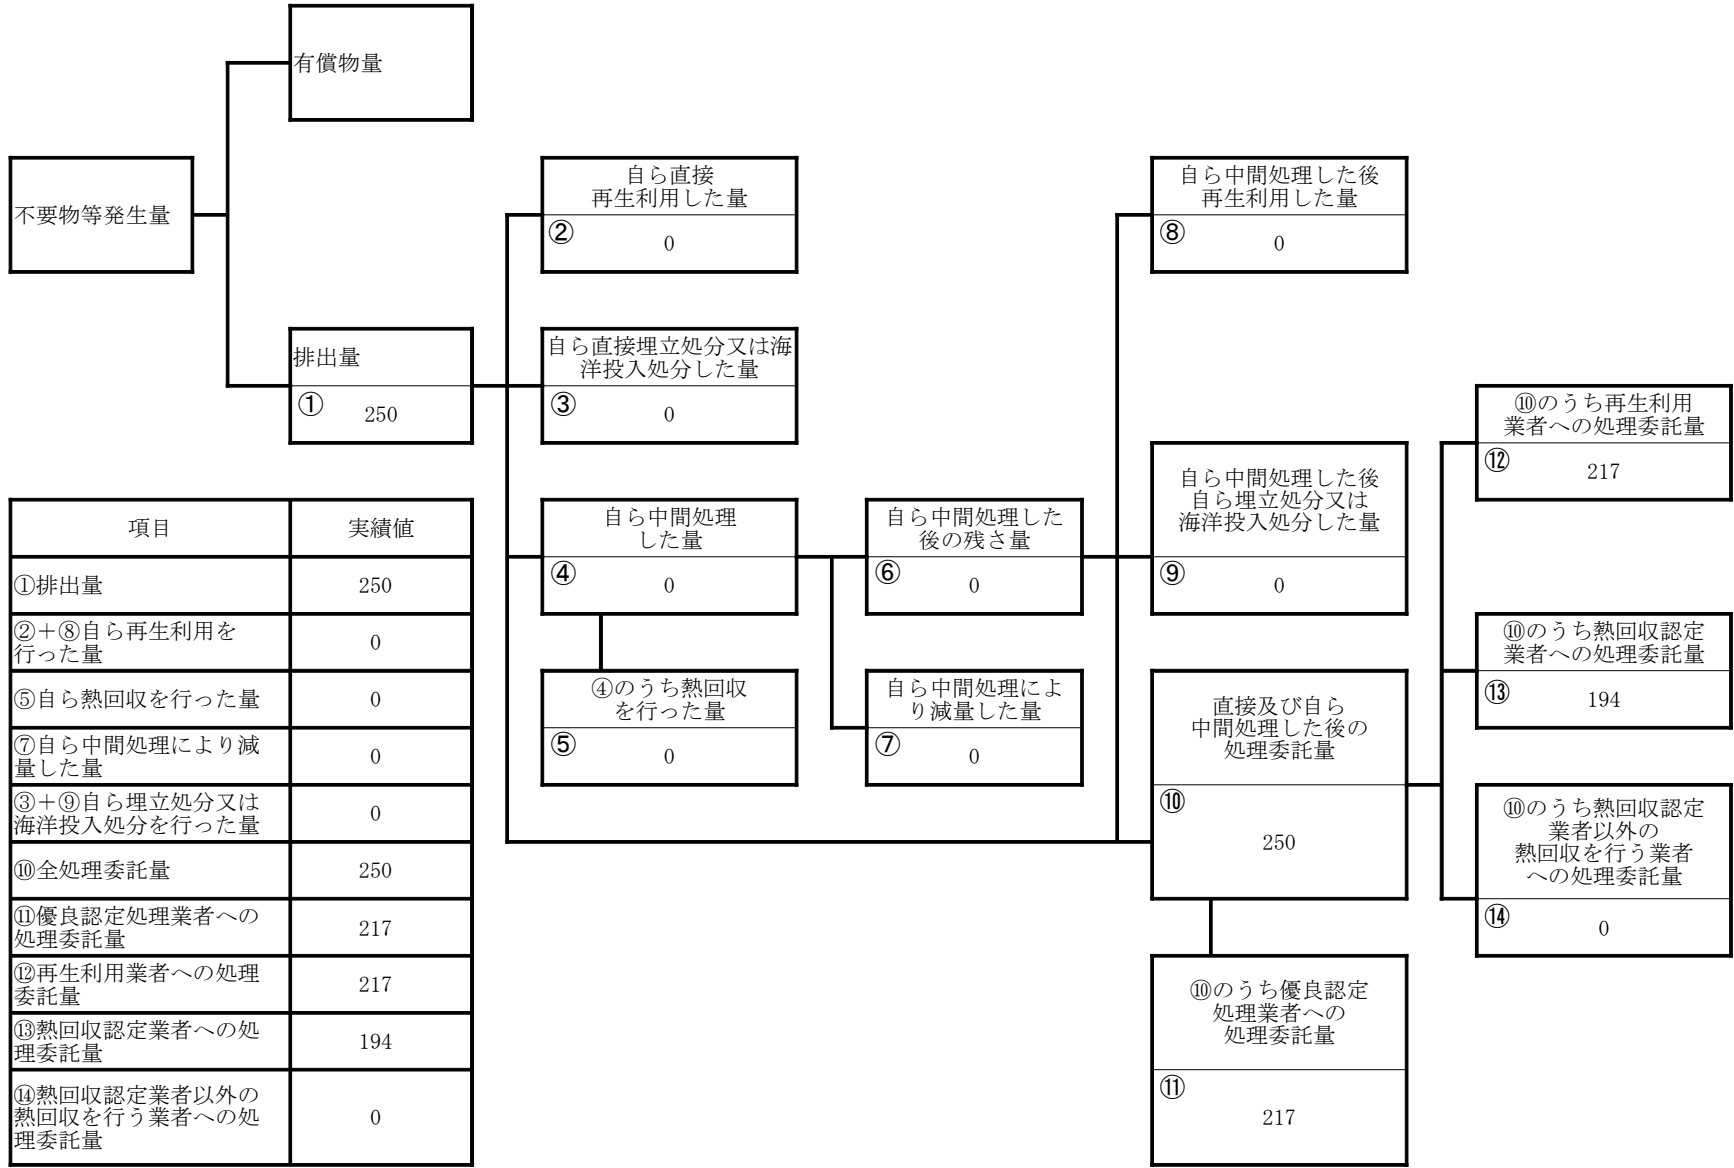 有償物量
不要物等発生量
排出量
①
250
自ら直接
再生利用した量
②
0
自ら直接埋立処分又は海
洋投入処分した量
③
0
自ら中間処理
した量
④
0
④のうち熱回収
を行った量
⑤
0
自ら中間処理した
後の残さ量
⑥
0
自ら中間処理によ
り減量した量
⑦
0
自ら中間処理した後
再生利用した量
⑧
0
自ら中間処理した後
自ら埋立処分又は
海洋投入処分した量
⑨
0
直接及び自ら
中間処理した後の
処理委託量
⑩
250
⑩のうち優良認定
処理業者への
処理委託量
⑪
217
⑩のうち再生利用
業者への処理委託量
⑫
217
⑩のうち熱回収認定
業者への処理委託量
⑬
194
⑩のうち熱回収認定
業者以外の
熱回収を行う業者
への処理委託量
⑭
0
項目
実績値
①排出量
250
②＋⑧自ら再生利用を
行った量
0
⑤自ら熱回収を行った量
0
⑦自ら中間処理により減
量した量
0
③＋⑨自ら埋立処分又は
海洋投入処分を行った量
0
⑩全処理委託量
250
⑪優良認定処理業者への
処理委託量
217
⑫再生利用業者への処理
委託量
217
⑬熱回収認定業者への処
理委託量
194
⑭熱回収認定業者以外の
熱回収を行う業者への処
理委託量
0